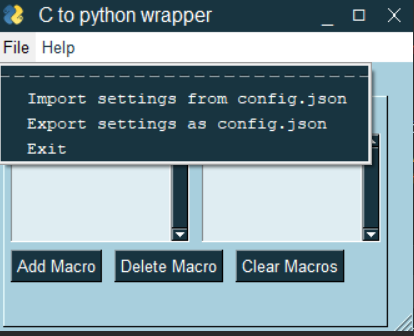 C to python wrapper
File Help
Import settings from config.json
Export settings as config.json
Exit
Add Macro Delete Macro Clear Macros